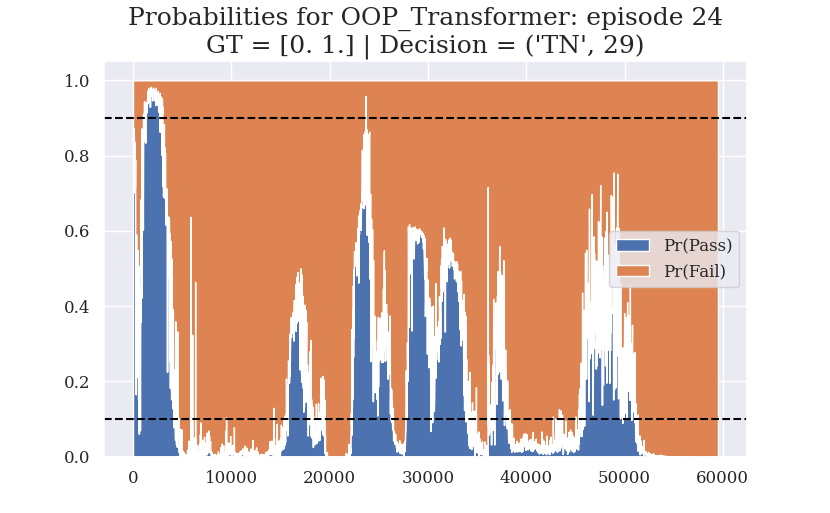 Probabilities for OOP_Transformer: episode 24
GT = [0. 1.] | Decision = ('TN', 29)
1.0
0.8
0.6
0.4
0.2
0.0
Pr(Pass)
Pr(Fail)
0 10000 20000 30000 40000 50000 60000